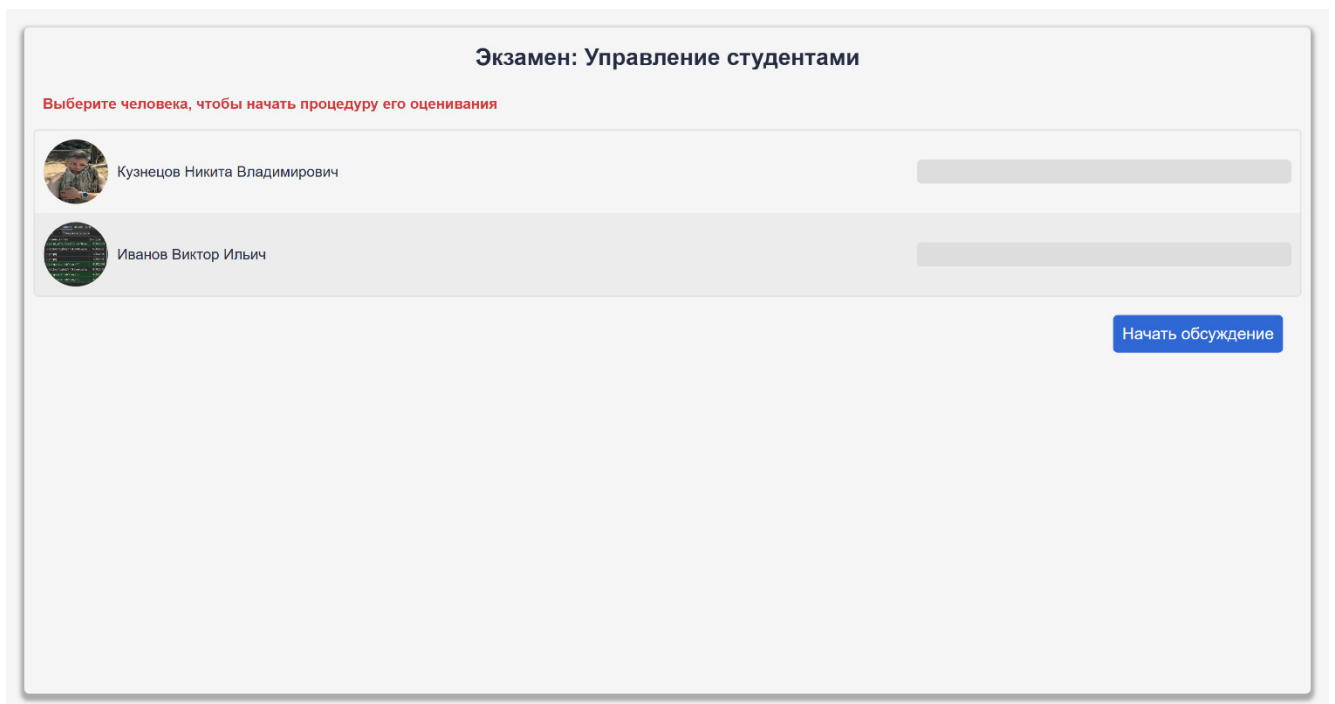 Экзамен: Управление студентами
Выберите человека, чтобы начать процедуру его оценивания
Кузнецов Никита Владимирович
Иванов Виктор Ильич
Начать обсуждение